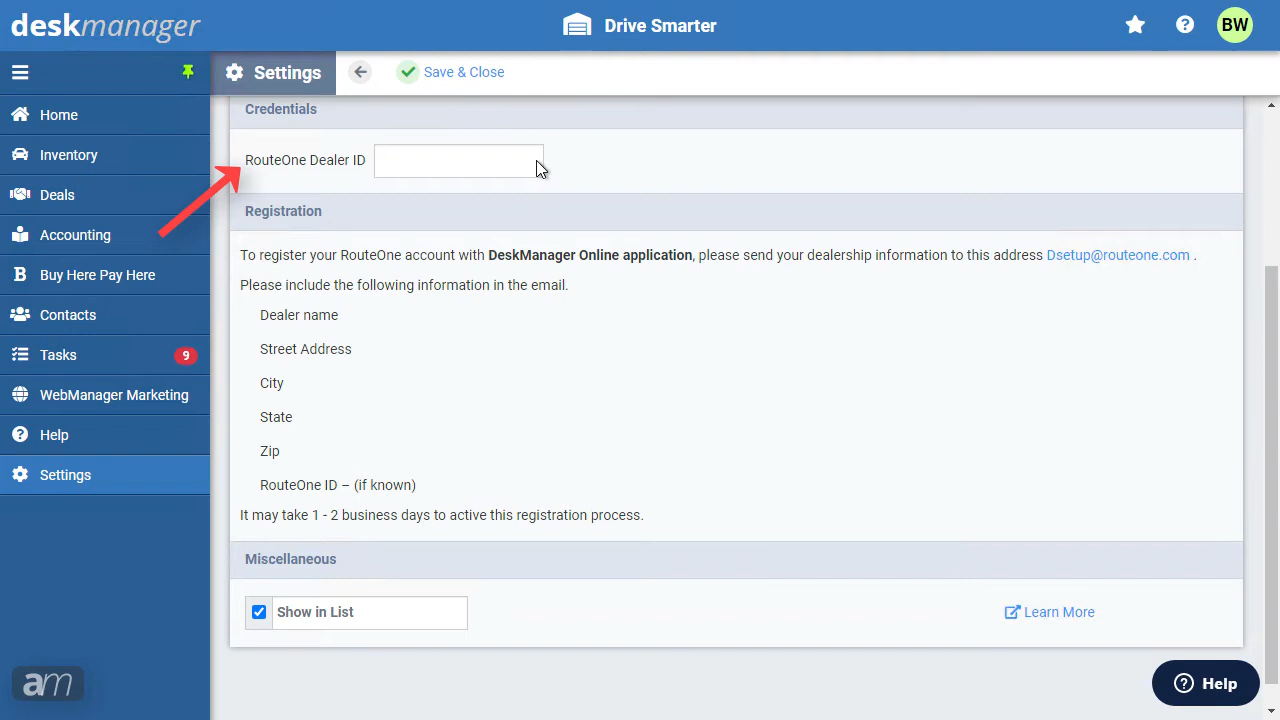 deskmanager
Drive Smarter
BW
Settings
Save & Close
Home
Inventory
Deals
Accounting
Buy Here Pay Here
Contacts
Tasks
9
WebManager Marketing
Help
Settings
am
Credentials
RouteOne Dealer ID
Registration
To register your RouteOne account with DeskManager Online application, please send your dealership information to this address Dsetup@routeone.com .
Please include the following information in the email.
Dealer name
Street Address
City
State
Zip
RouteOne ID – (if known)
It may take 1 - 2 business days to active this registration process.
Miscellaneous
Show in List
Learn More
Help